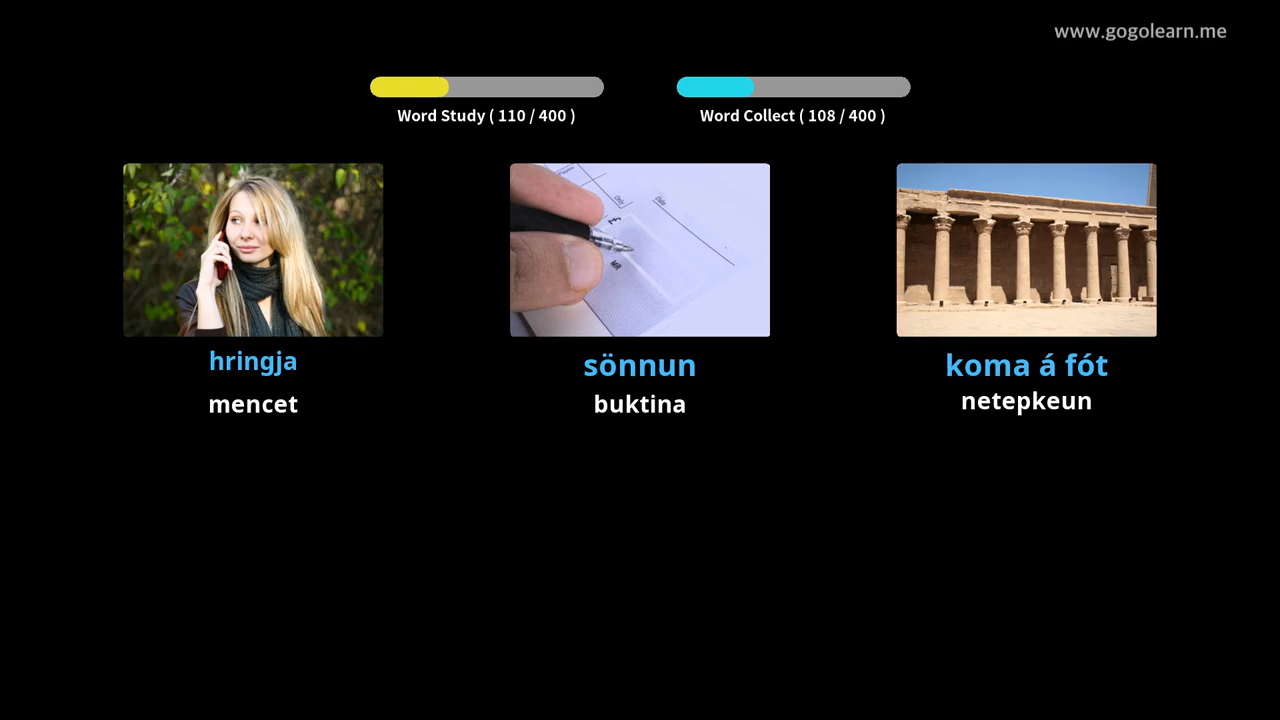 www.gogolearn.me
Word Study ( 110 / 400 )
Word Collect ( 108 / 400 )
hringja
mencet
sönnun
buktina
koma á fót
netepkeun